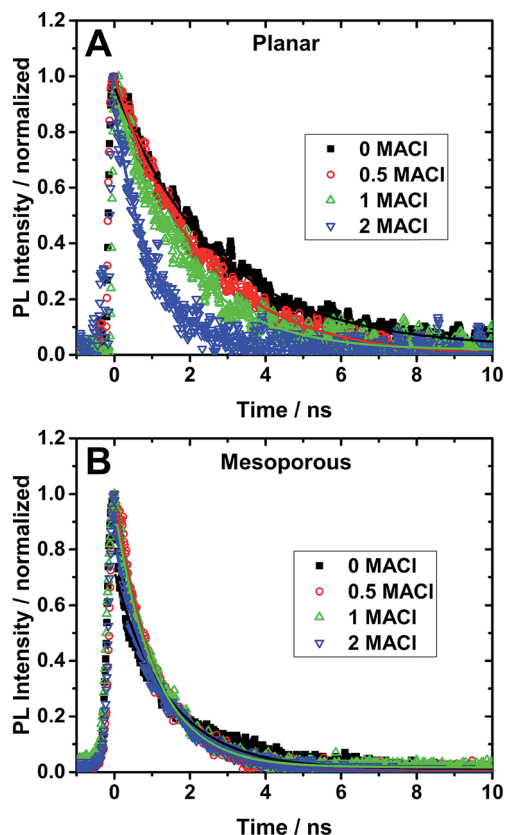 A
Planar
PL Intensity / normalized
1.2
1.0
0.8
0.6
0.4
0.2
0.0
0 MACl
0.5 MACl
1 MACl
2 MACl
0 2 4 6 8 10
Time / ns
B
Mesoporous
PL Intensity / normalized
1.2
1.0
0.8
0.6
0.4
0.2
0.0
0 MACl
0.5 MACl
1 MACl
2 MACl
0 2 4 6 8 10
Time / ns